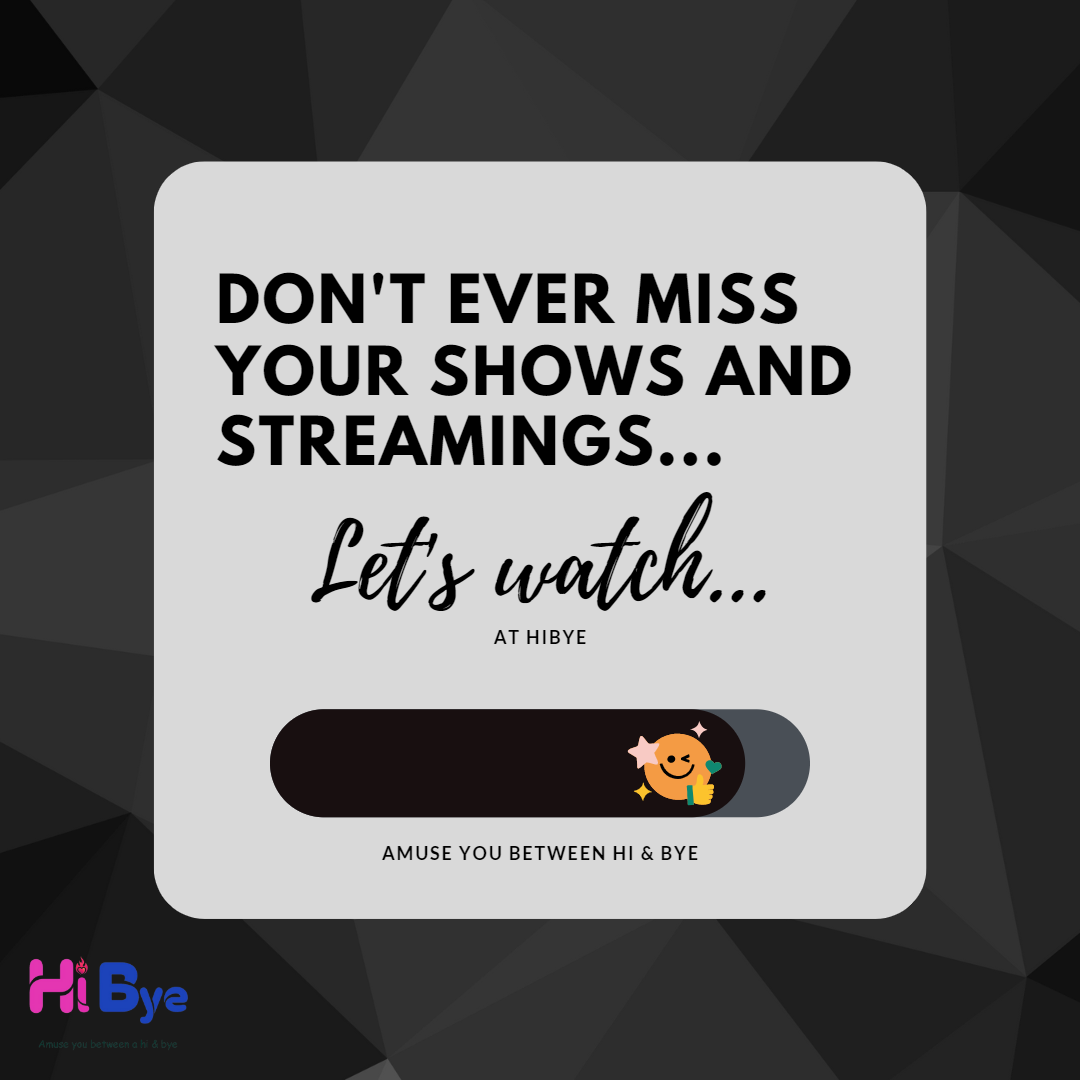 DON'T EVER MISS
YOUR SHOWS AND
STREAMINGS...
Let's watch...
AT HIBYE
AMUSE YOU BETWEEN HI & BYE
Hi Bye
Amuse you between a hi & bye